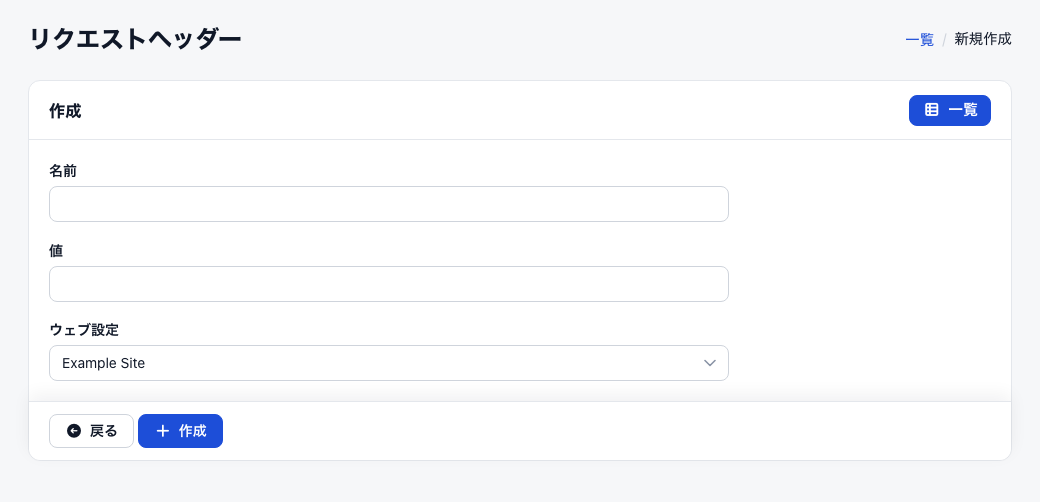 リクエストヘッダー
一覧 / 新規作成
作成
一覧
名前
値
ウェブ設定
Example Site
戻る
作成